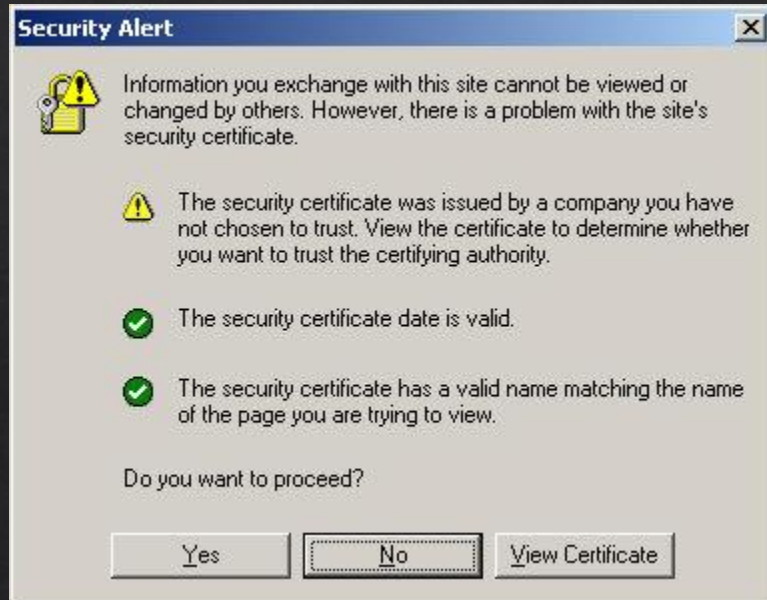 Security Alert
Information you exchange with this site cannot be viewed or
changed by others. However, there is a problem with the site's
security certificate.
The security certificate was issued by a company you have
not chosen to trust. View the certificate to determine whether
you want to trust the certifying authority.
The security certificate date is valid.
The security certificate has a valid name matching the name
of the page you are trying to view.
Do you want to proceed?
Yes No View Certificate